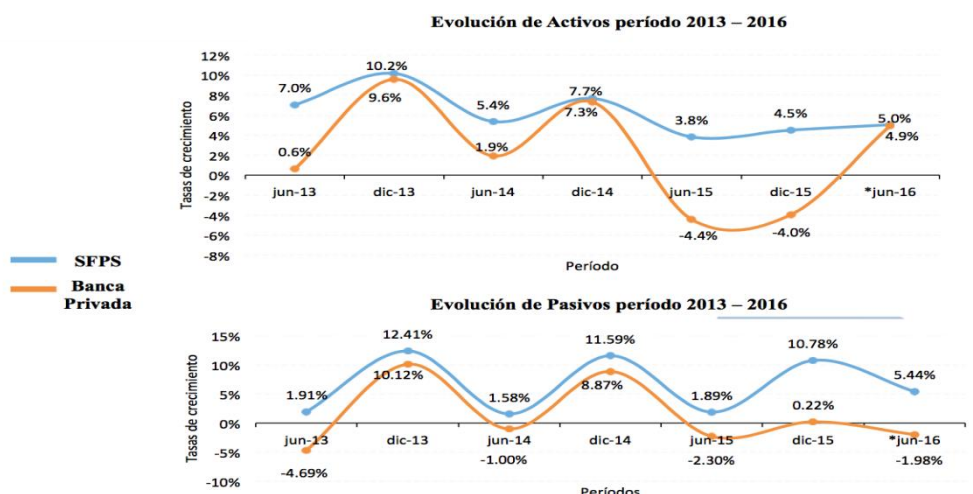 Evolución de Activos período 2013 – 2016
Tasas de crecimiento
12%
10%
8%
6%
4%
2%
0%
-2%
-4%
-6%
-8%
7.0%
10.2%
5.4%
7.7%
3.8%
4.5%
5.0%
0.6%
9.6%
1.9%
7.3%
-4.4%
-4.0%
4.9%
jun-13
dic-13
jun-14
dic-14
jun-15
dic-15
*jun-16
Período
SFPS
Banca
Privada
Evolución de Pasivos período 2013 – 2016
Tasas de crecimiento
15%
10%
5%
0%
-5%
-10%
1.91%
12.41%
1.58%
11.59%
1.89%
10.78%
5.44%
-4.69%
10.12%
-1.00%
8.87%
-2.30%
0.22%
-1.98%
jun-13
dic-13
jun-14
dic-14
jun-15
dic-15
*jun-16
Períodos